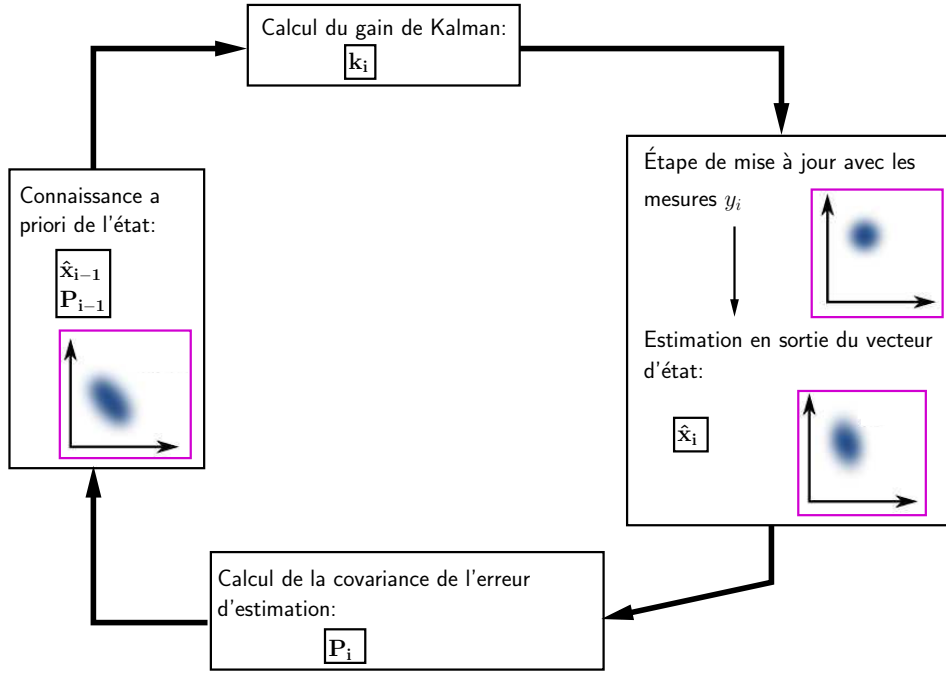 Calcul du gain de Kalman:
k_i
Connaissance a
priori de l'état:
x̂_{i−1}
P_{i−1}
Étape de mise à jour avec les
mesures y_i
Estimation en sortie du vecteur
d'état:
x̂_i
Calcul de la covariance de l'erreur
d'estimation:
P_i